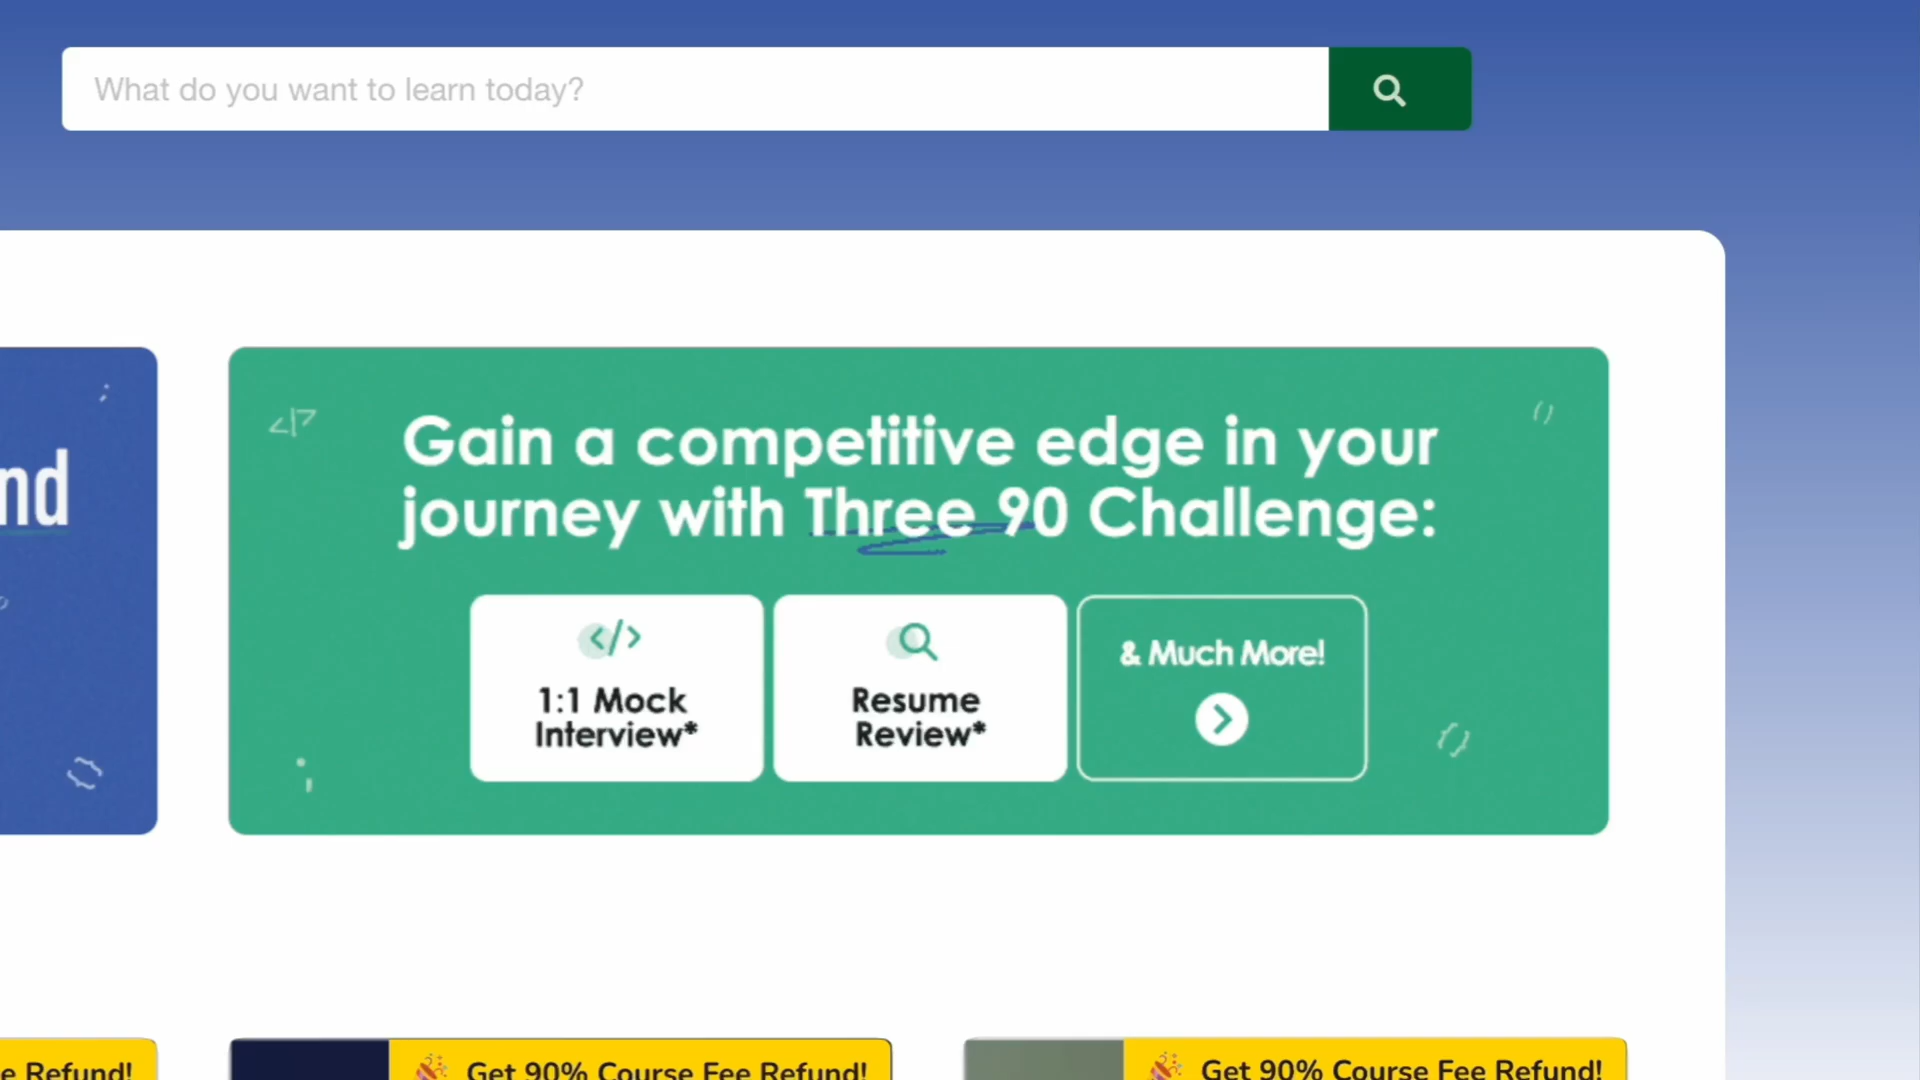 What do you want to learn today?
nd
Gain a competitive edge in your
journey with Three 90 Challenge:
</>
1:1 Mock
Interview*
Resume
Review*
& Much More!
e Refund!
Get 90% Course Fee Refund!
Get 90% Course Fee Refund!